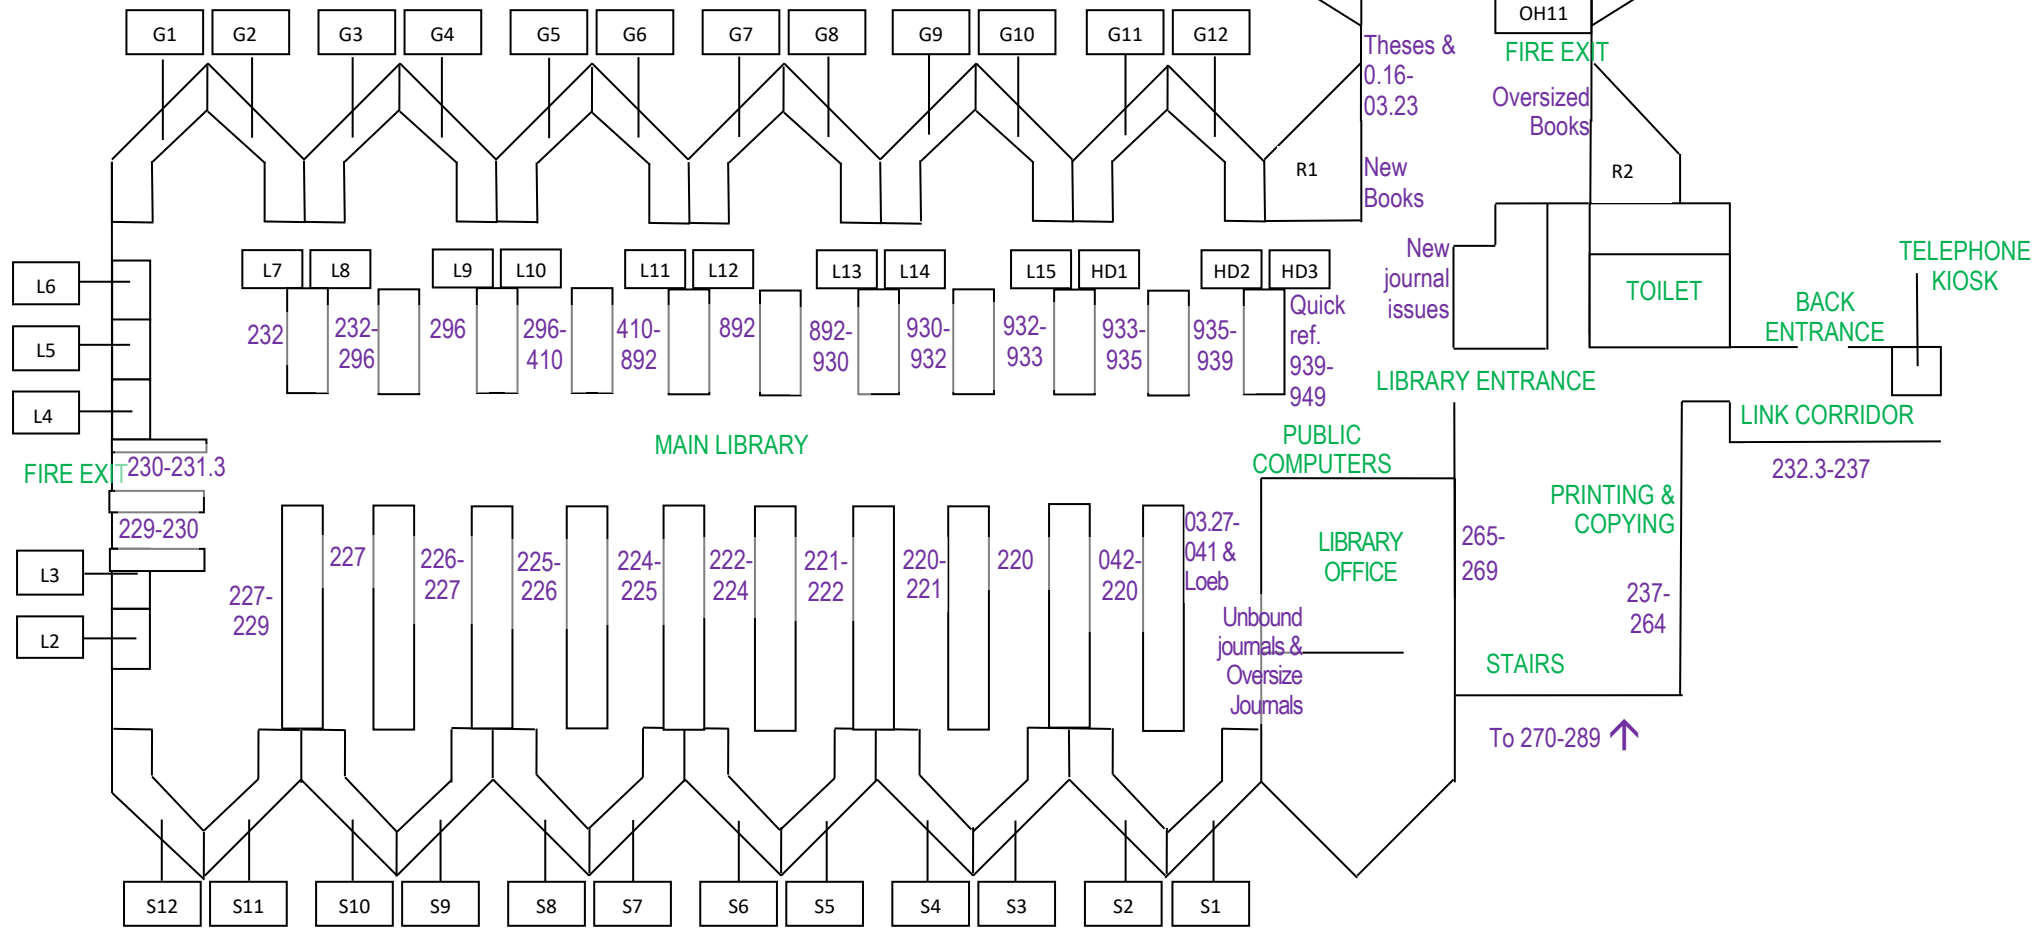 OH11
G1
G2
G3
G4
G5
G6
G7
G8
G9
G10
G11
G12
Theses &
0.16-
03.23
FIRE EXIT
Oversized
Books
R1
New
Books
R2
New
journal
issues
TOILET
TELEPHONE
KIOSK
BACK
ENTRANCE
L6
L5
L4
L7
L8
L9
L10
L11
L12
L13
L14
L15
HD1
HD2
HD3
232
232-
296
296
296-
410
410-
892
892
892-
930
930-
932
932-
933
933-
935
935-
939
Quick
ref.
939-
949
LIBRARY ENTRANCE
LINK CORRIDOR
232.3-237
MAIN LIBRARY
PUBLIC
COMPUTERS
FIRE EXIT
230-231.3
229-230
L3
L2
227-
229
227
226-
227
225-
226
224-
225
222-
224
221-
222
220-
221
220
042-
220
03.27-
041 &
Loeb
Unbound
journals &
Oversize
Journals
LIBRARY
OFFICE
265-
269
PRINTING &
COPYING
237-
264
STAIRS
To 270-289 ↑
S12
S11
S10
S9
S8
S7
S6
S5
S4
S3
S2
S1